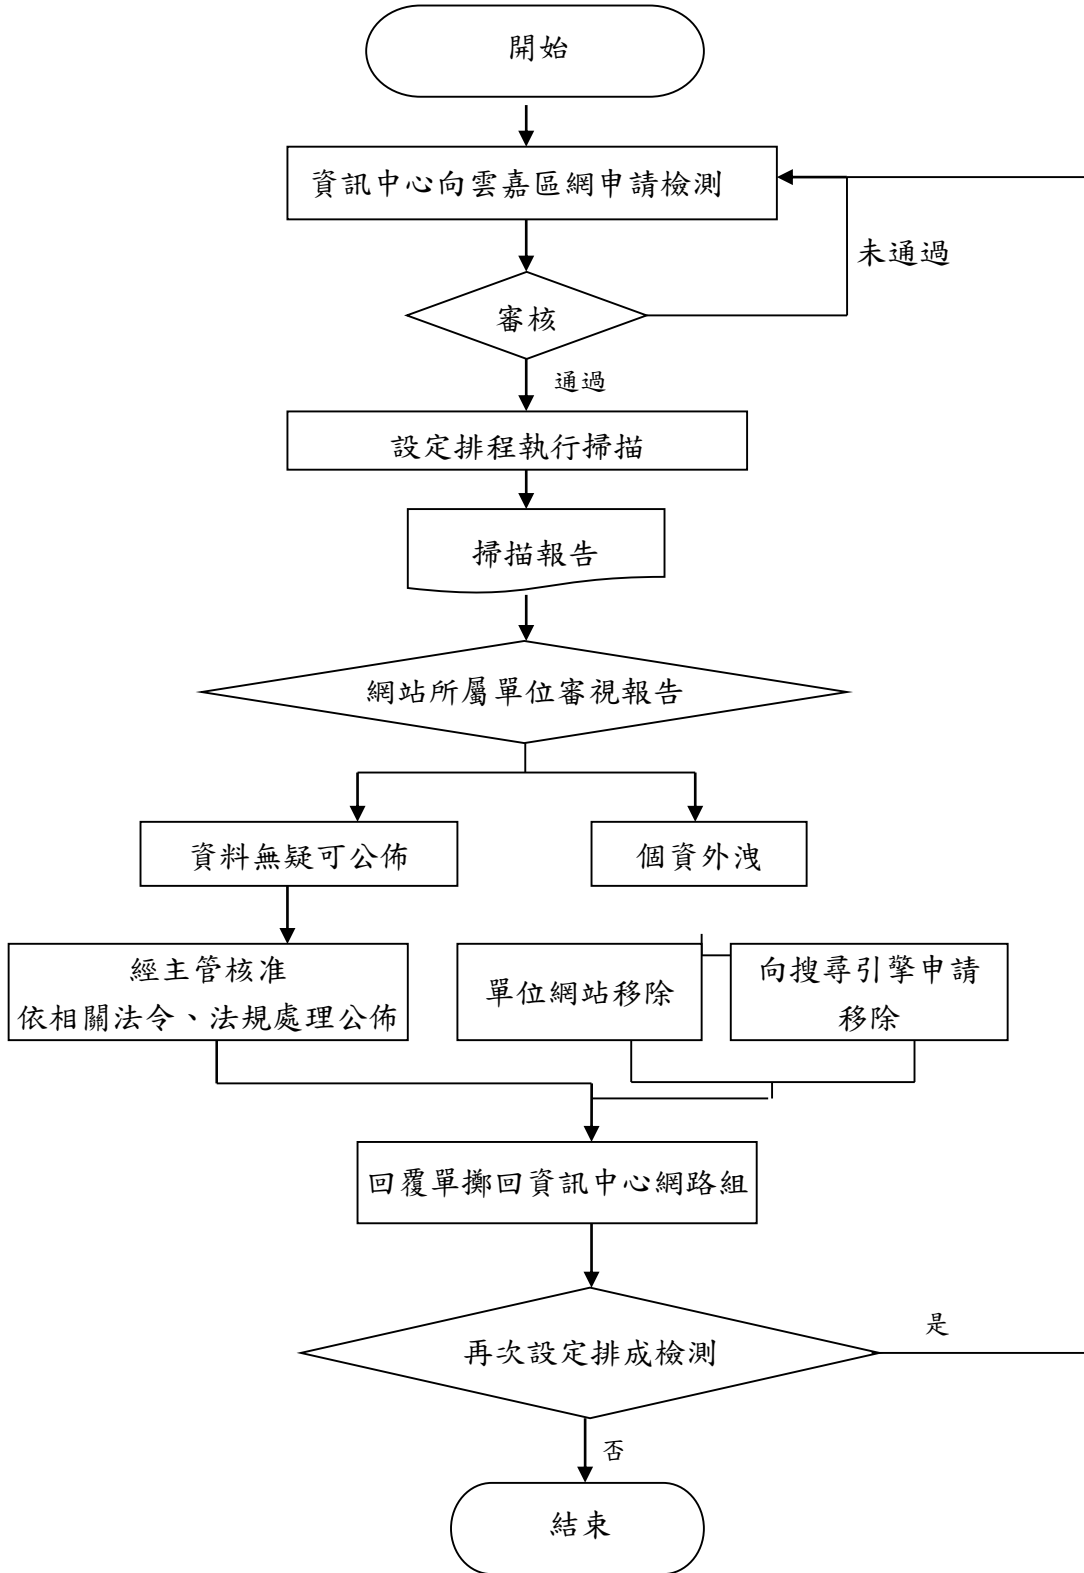 開始
資訊中心向雲嘉區網申請檢測
未通過
審核
通過
設定排程執行掃描
掃描報告
網站所屬單位審視報告
資料無疑可公佈
個資外洩
經主管核准
依相關法令、法規處理公佈
單位網站移除
向搜尋引擎申請
移除
回覆單擲回資訊中心網路組
再次設定排成檢測
是
否
結束